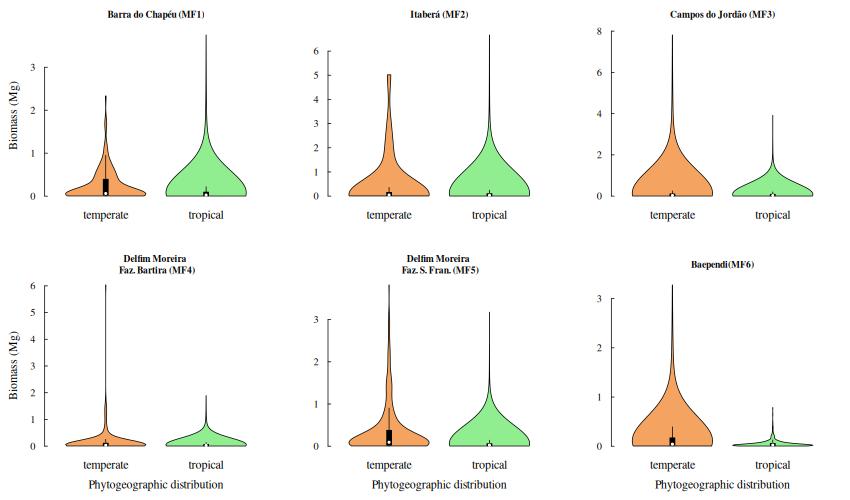 Barra do Chapéu (MF1)
Itaberá (MF2)
Campos do Jordão (MF3)
Biomass (Mg)
3
2
1
0
temperate
tropical
6
5
4
3
2
1
0
temperate
tropical
8
6
4
2
0
temperate
tropical
Delfim Moreira
Faz. Bartira (MF4)
Delfim Moreira
Faz. S. Fran. (MF5)
Baependi(MF6)
Biomass (Mg)
6
5
4
3
2
1
0
temperate
tropical
Phytogeographic distribution
3
2
1
0
temperate
tropical
Phytogeographic distribution
3
2
1
0
temperate
tropical
Phytogeographic distribution